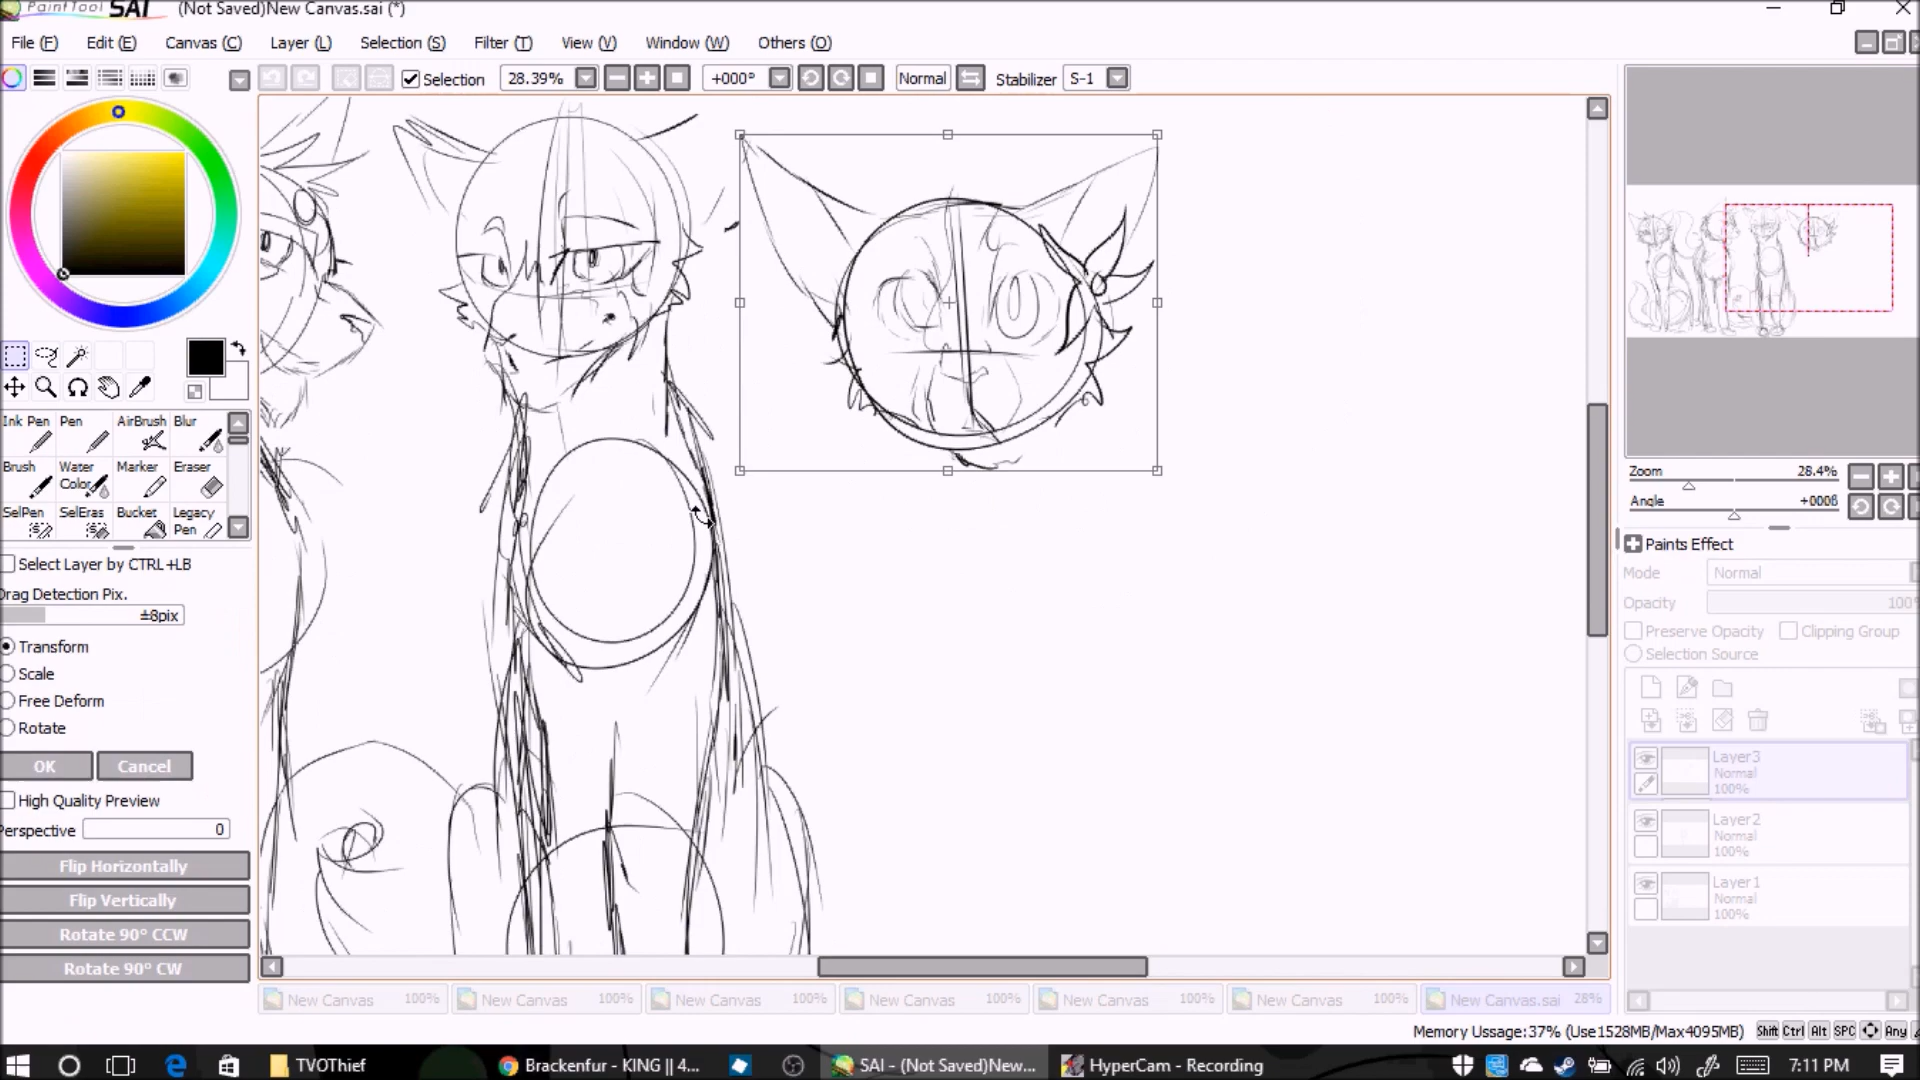 PaintTool SAI (Not Saved)New Canvas.sai (*)
File (F) Edit (E) Canvas (C) Layer (L) Selection (S) Filter (T) View (V) Window (W) Others (O)
Selection 28.39% +000° Normal Stabilizer S-1
Ink Pen Pen AirBrush Blur
Brush Water Color Marker Eraser
SelPen SelEras Bucket Legacy Pen
Select Layer by CTRL+LB
Drag Detection Pix.
±8pix
Transform
Scale
Free Deform
Rotate
OK Cancel
High Quality Preview
Perspective 0
Flip Horizontally
Flip Vertically
Rotate 90° CCW
Rotate 90° CW
Zoom 28.4%
Angle +000ß
Paints Effect
Mode Normal
Opacity 100%
Preserve Opacity Clipping Group
Selection Source
Layer3
Normal
100%
Layer2
Normal
100%
Layer1
Normal
100%
New Canvas 100% New Canvas 100% New Canvas 100% New Canvas 100% New Canvas 100% New Canvas 100% New Canvas.sai 28%
Memory Ussage:37% (Use1528MB/Max4095MB) Shift Ctrl Alt SPC Any
TVOThief Brackenfur - KING || 4... SAI - (Not Saved)New... HyperCam - Recording 7:11 PM